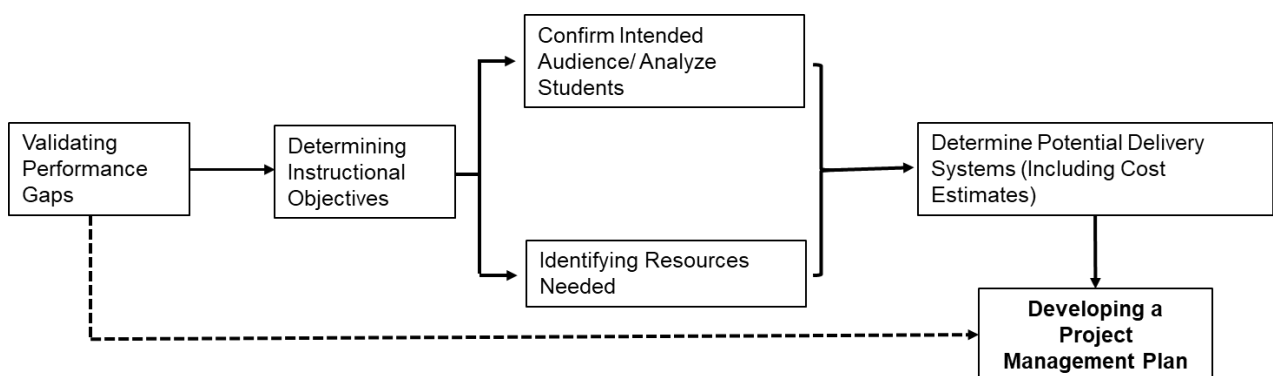 Validating
Performance
Gaps
Determining
Instructional
Objectives
Confirm Intended
Audience/ Analyze
Students
Identifying Resources
Needed
Determine Potential Delivery
Systems (Including Cost
Estimates)
Developing a
Project
Management Plan